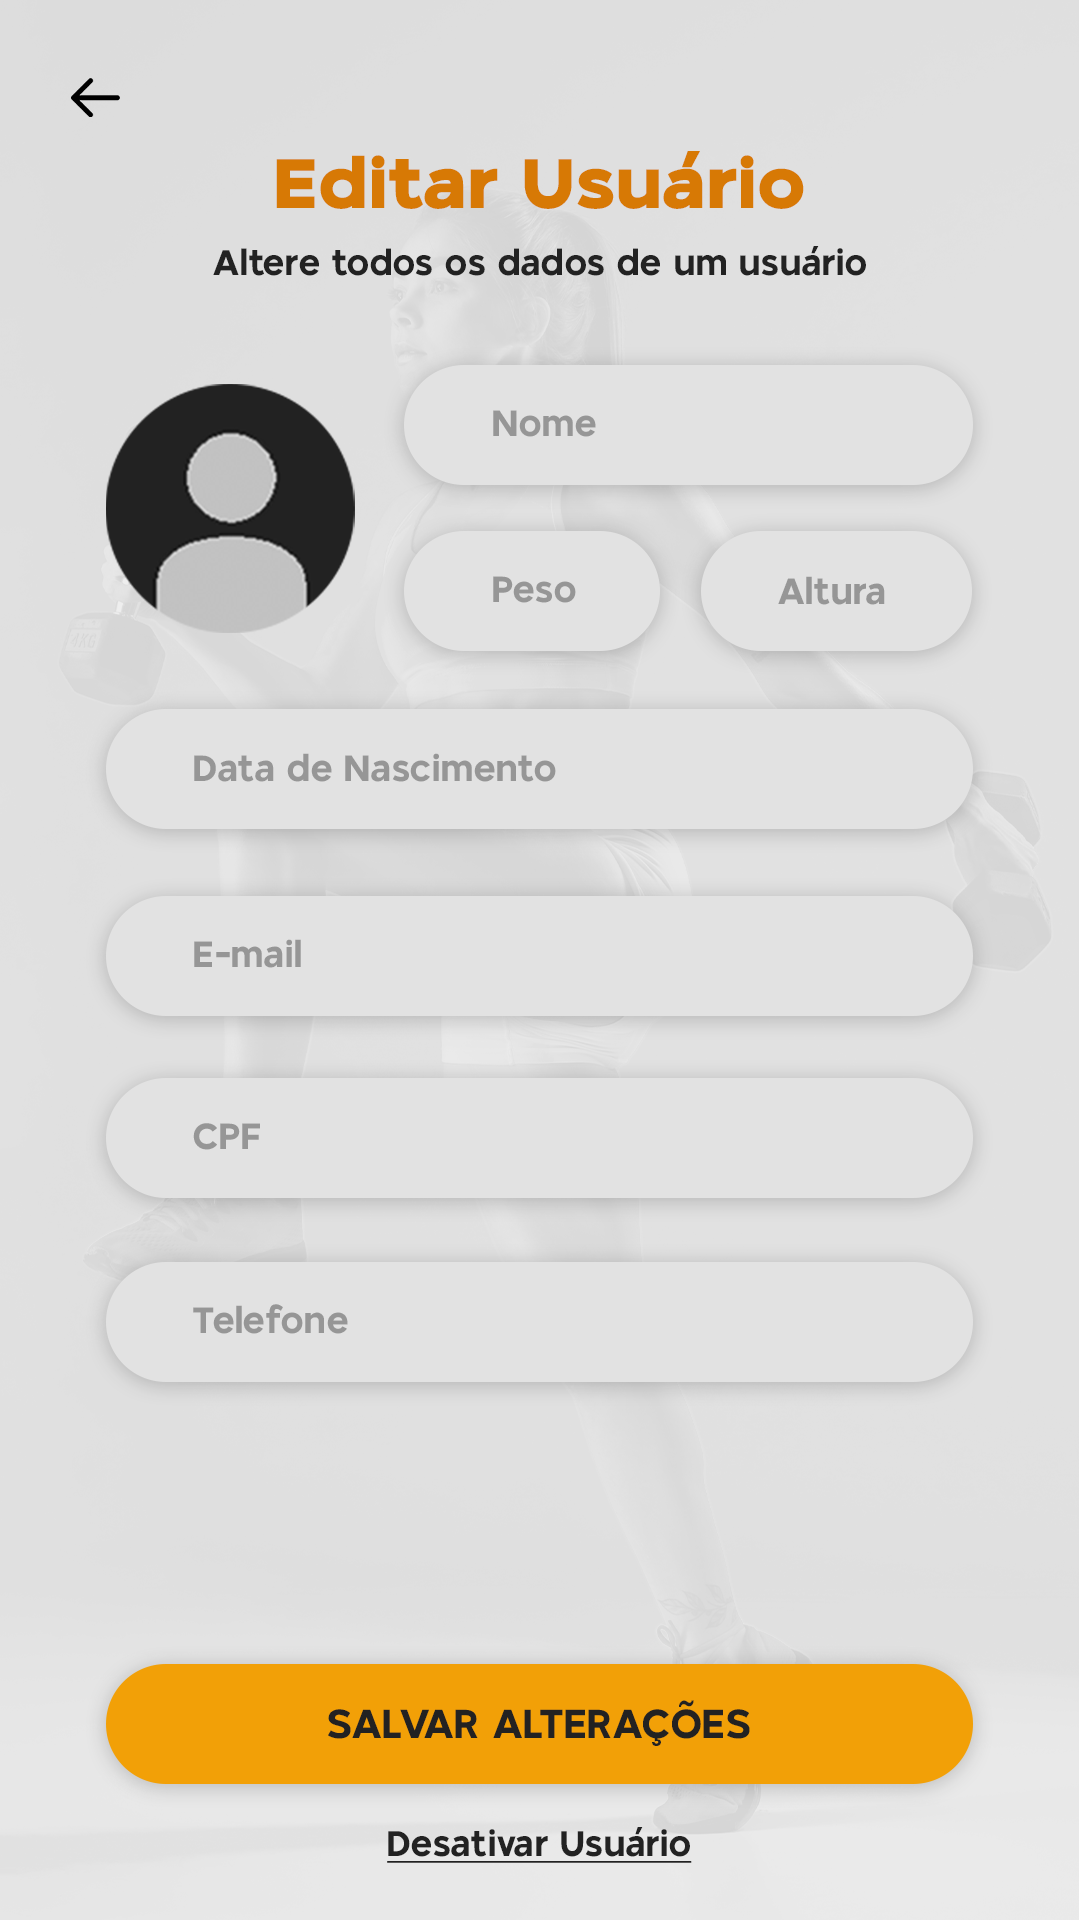 Editar Usuário
Altere todos os dados de um usuário
Nome
Peso
Altura
4KG
Data de Nascimento
E-mail
CPF
Telefone
SALVAR ALTERAÇÕES
Desativar Usuário